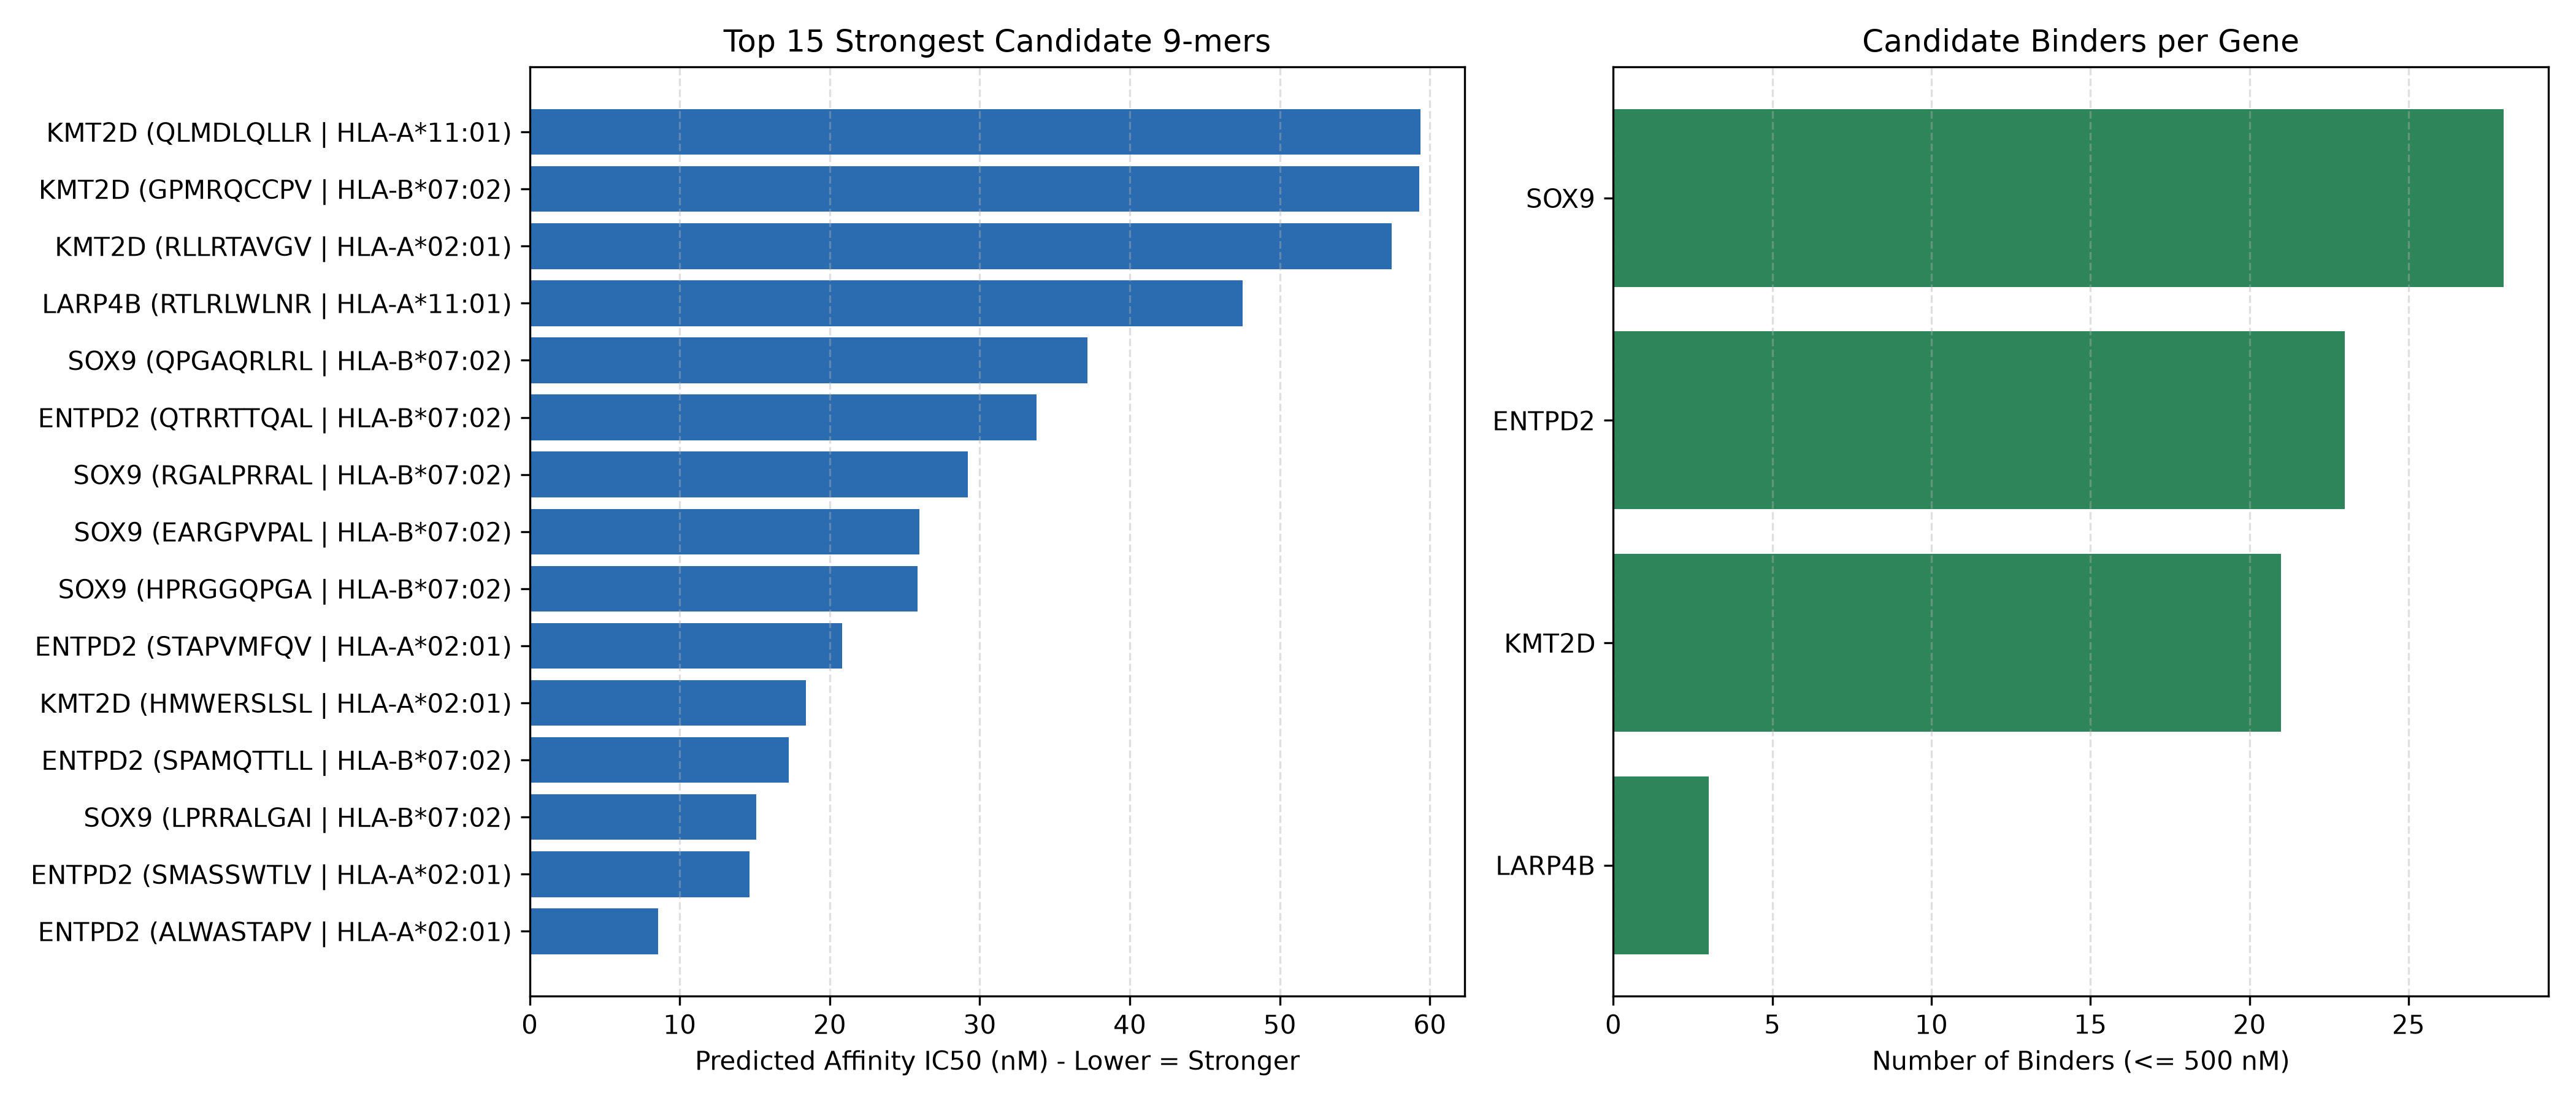 Top 15 Strongest Candidate 9-mers
KMT2D (QLMDLQLLR | HLA-A*11:01)
KMT2D (GPMRQCCPV | HLA-B*07:02)
KMT2D (RLLRTAVGV | HLA-A*02:01)
LARP4B (RTLRLWLNR | HLA-A*11:01)
SOX9 (QPGAQRLRL | HLA-B*07:02)
ENTPD2 (QTRRTTQAL | HLA-B*07:02)
SOX9 (RGALPRRAL | HLA-B*07:02)
SOX9 (EARGPVPAL | HLA-B*07:02)
SOX9 (HPRGGQPGA | HLA-B*07:02)
ENTPD2 (STAPVMFQV | HLA-A*02:01)
KMT2D (HMWERSLSL | HLA-A*02:01)
ENTPD2 (SPAMQTTLL | HLA-B*07:02)
SOX9 (LPRRALGAI | HLA-B*07:02)
ENTPD2 (SMASSWTLV | HLA-A*02:01)
ENTPD2 (ALWASTAPV | HLA-A*02:01)
0 10 20 30 40 50 60
Predicted Affinity IC50 (nM) - Lower = Stronger
Candidate Binders per Gene
SOX9
ENTPD2
KMT2D
LARP4B
0 5 10 15 20 25
Number of Binders (<= 500 nM)